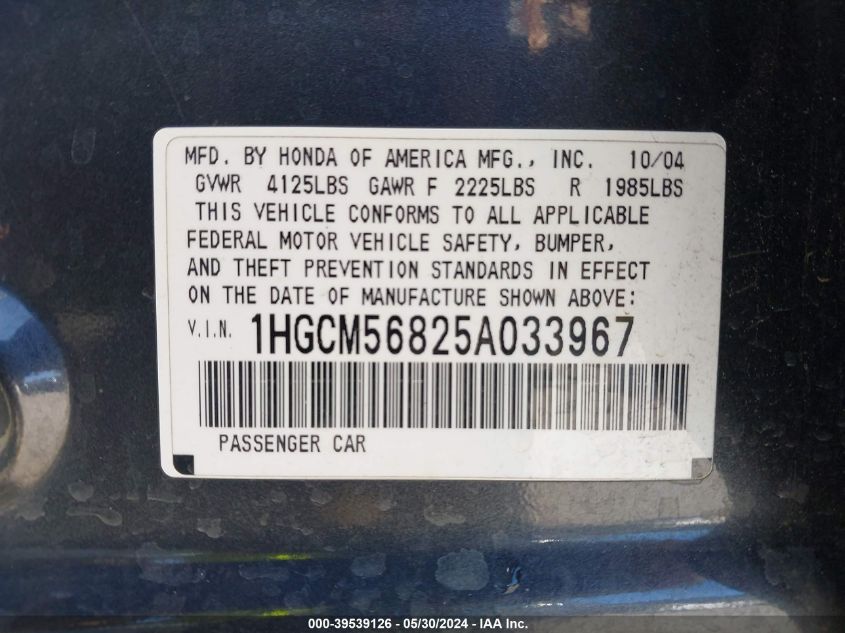 MFD. BY HONDA OF AMERICA MFG., INC. 10/04
GVWR 4125LBS GAWR F 2225LBS R 1985LBS
THIS VEHICLE CONFORMS TO ALL APPLICABLE
FEDERAL MOTOR VEHICLE SAFETY, BUMPER,
AND THEFT PREVENTION STANDARDS IN EFFECT
ON THE DATE OF MANUFACTURE SHOWN ABOVE:
V.I.N. 1HGCM56825A033967
PASSENGER CAR
000-39539126 - 05/30/2024 - IAA Inc.